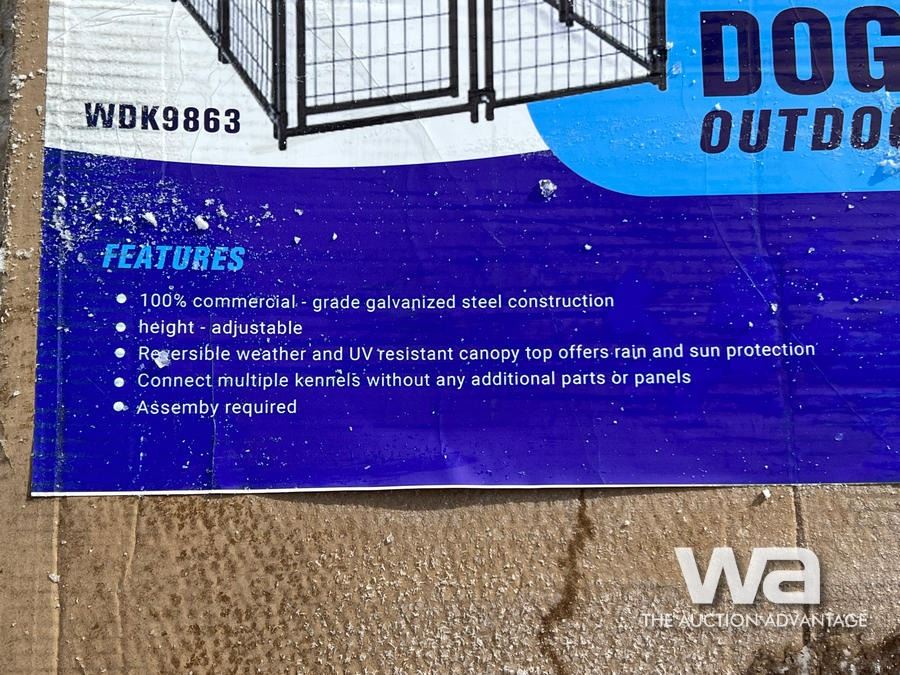 DOG
OUTDOO
WDK9863
FEATURES
100% commercial - grade galvanized steel construction
height - adjustable
Reversible weather and UV resistant canopy top offers rain and sun protection
Connect multiple kennels without any additional parts or panels
Assemby required
wa
THE AUCTION ADVANTAGE